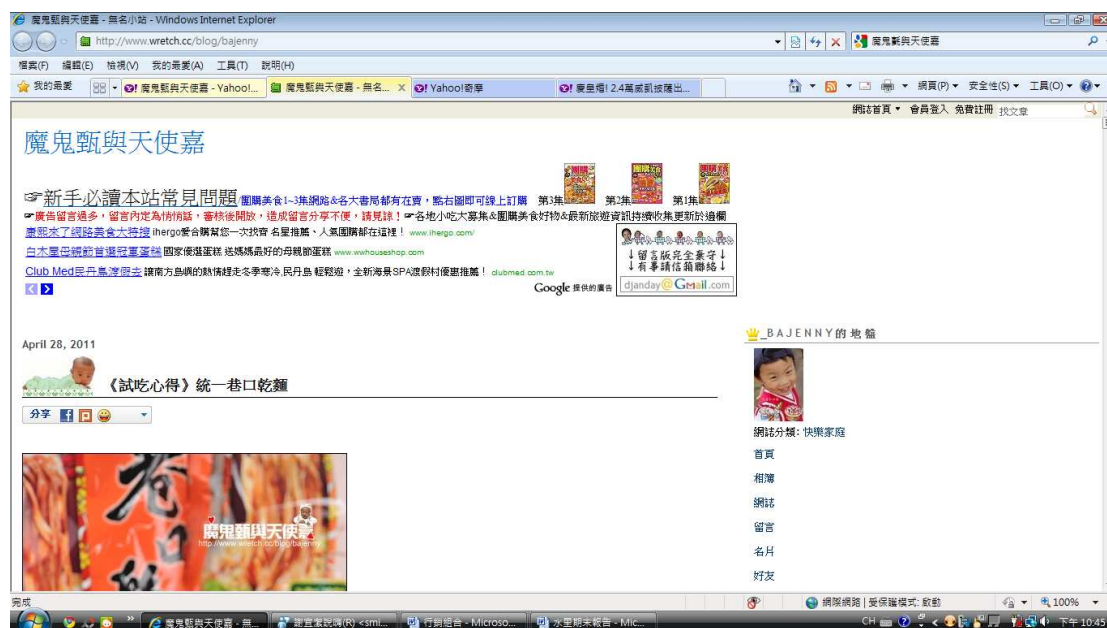 魔鬼甄與天使嘉 - 無名小站 - Windows Internet Explorer
http://www.wretch.cc/blog/bajenny
魔鬼甄與天使嘉
檔案(F) 編輯(E) 檢視(V) 我的最愛(A) 工具(T) 說明(H)
我的最愛 魔鬼甄與天使嘉 - Yahoo!... 魔鬼甄與天使嘉 - 無名... Yahoo!奇摩 慶星燿! 2.4萬威凱披薩出... 網頁(P) 安全性(S) 工具(O)
網誌首頁 會員登入 免費註冊 找文章
魔鬼甄與天使嘉
☞新手必讀本站常見問題/團購美食1~3集網路&各大書局都有在賣,點右圖即可線上訂購 第3集 第2集 第1集
☞廣告留言過多,留言內定為悄悄話,審核後開放,造成留言分享不便,請見諒!☞各地小吃大募集&團購美食好物&最新旅遊資訊持續收集更新於邊欄
康熙來了網路美食大特搜 ihergo愛合購幫您一次找齊 名星推薦、人氣團購都在這裡! www.ihergo.com/
白木屋母親節首選冠軍蛋糕 國家優選蛋糕 送媽媽最好的母親節蛋糕 www.wwhouseshop.com
Club Med民丹島渡假去 讓南方島嶼的熱情趕走冬季寒冷,民丹島 輕鬆遊,全新海景SPA渡假村優惠推薦! clubmed.com.tw
Google 提供的廣告
↓留言版完全養守↓
↓有事請信箱聯絡↓
djanday@Gmail.com
April 28, 2011
《試吃心得》統一巷口乾麵
分享
巷口乾
魔鬼甄與天使嘉
http://www.wretch.cc/blog/bajenny
_BAJENNY的地盤
網誌分類: 快樂家庭
首頁
相簿
網誌
留言
名片
好友
完成 網際網路 | 受保護模式: 啟動 100%
魔鬼甄與天使嘉 - 無... 謝宜潔說嗨(R) <smi... 行銷組合 - Microso... 水星期末報告 - Mic... CH 下午 10:45